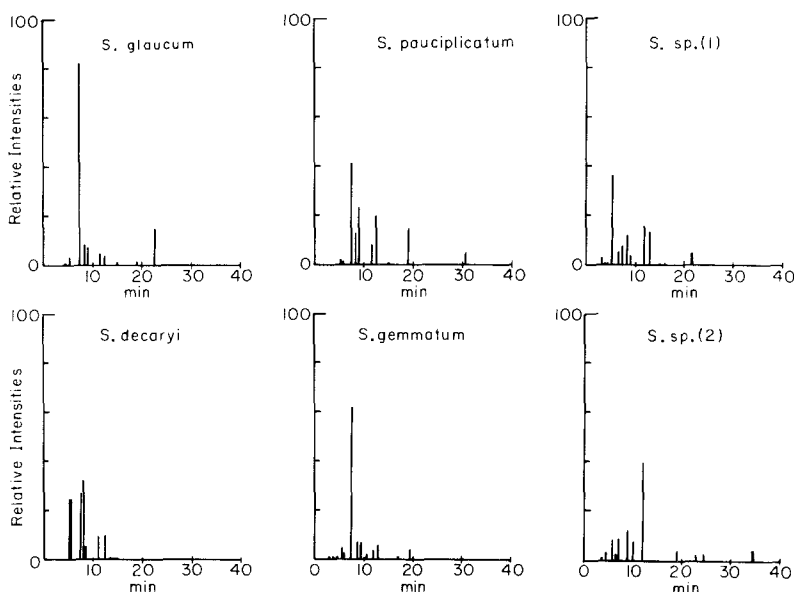 100
S. glaucum
Relative Intensities
0
10 20 30 40
min
100
S. pauciplicatum
0
10 20 30 40
min
100
S. sp.(1)
0
10 20 30 40
min
100
S. decaryi
Relative Intensities
0
10 20 30 40
min
100
S.gemmatum
0
10 20 30 40
min
100
S. sp.(2)
0
10 20 30 40
min